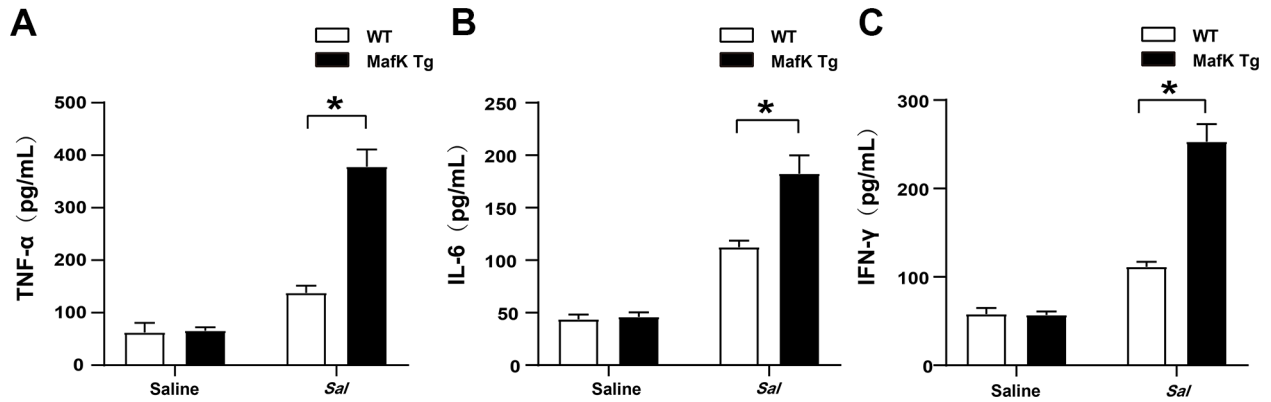 A
WT
MafK Tg
TNF-α（pg/mL）
500
400
300
200
100
0
*
Saline
Sal
B
WT
MafK Tg
IL-6（pg/mL）
250
200
150
100
50
0
*
Saline
Sal
C
WT
MafK Tg
IFN-γ（pg/mL）
300
200
100
0
*
Saline
Sal